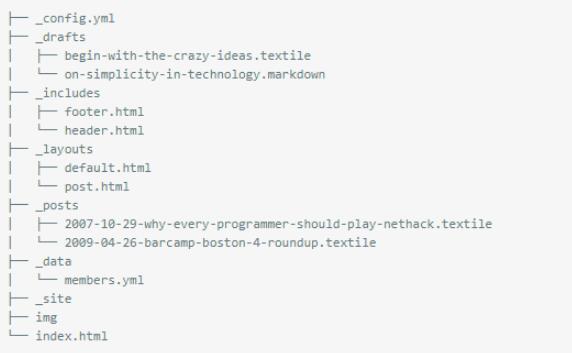 ├── _config.yml
├── _drafts
│   ├── begin-with-the-crazy-ideas.textile
│   └── on-simplicity-in-technology.markdown
├── _includes
│   ├── footer.html
│   └── header.html
├── _layouts
│   ├── default.html
│   └── post.html
├── _posts
│   ├── 2007-10-29-why-every-programmer-should-play-nethack.textile
│   └── 2009-04-26-barcamp-boston-4-roundup.textile
├── _data
│   └── members.yml
├── _site
├── img
└── index.html